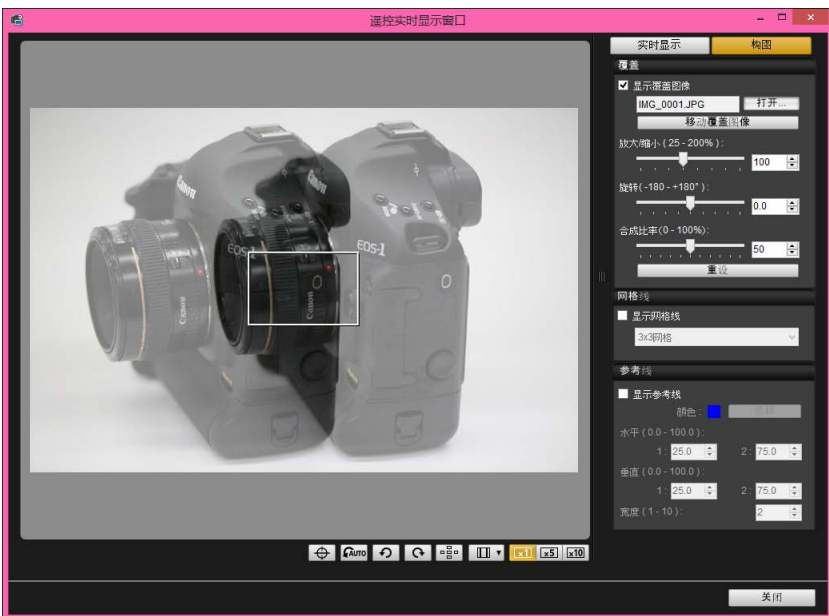 遥控实时显示窗口
实时显示 构图
覆盖
显示覆盖图像
IMG_0001.JPG 打开...
移动覆盖图像
放大/缩小 ( 25 - 200% ) :
100
旋转( -180 - +180° ) :
0.0
合成比率(0 - 100%):
50
重设
网格线
显示网格线
3x3网格
参考线
显示参考线
颜色 :
水平 ( 0.0 - 100.0 ) :
1 : 25.0 2 : 75.0
垂直 ( 0.0 - 100.0 ) :
1 : 25.0 2 : 75.0
宽度 ( 1 - 10 ) : 2
Canon
Canon
EOS-1
EOS-1
Canon
Canon
AUTO x1 x5 x10
关闭